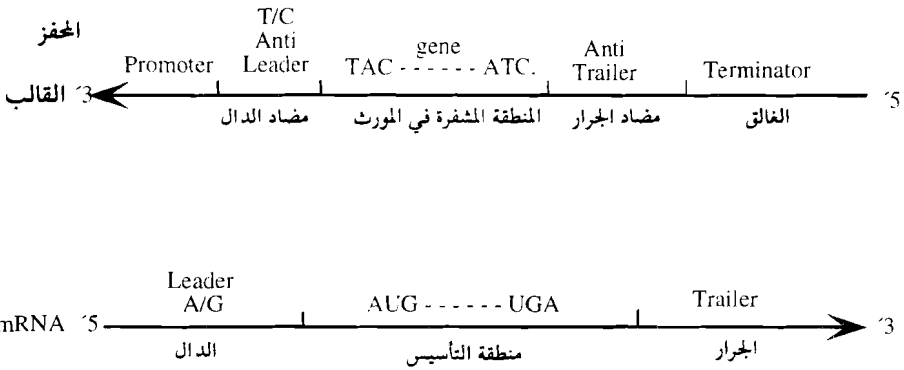 المحفز
T/C
Anti
Leader
Promoter
gene
TAC - - - - - - ATC.
Anti
Trailer
Terminator
القالب ´3
´5
مضاد الدال
المنطقة المشفرة في المورث
مضاد الجرار
الغالق
Leader
A/G
AUG - - - - - - UGA
Trailer
mRNA ´5
´3
الدال
منطقة التأسيس
الجرار